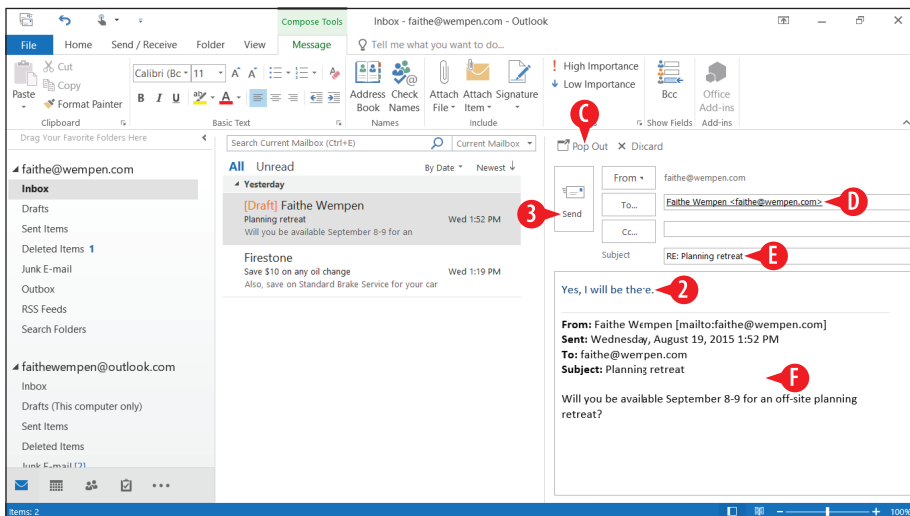 Compose Tools
Inbox - faithe@wempen.com - Outlook
File Home Send / Receive Folder View Message Tell me what you want to do...
Paste
Cut
Copy
Format Painter
Clipboard
Calibri (Bc 11 A A
B I U A
Basic Text
Address Book
Check Names
Names
Attach File
Attach Item
Signature
Include
High Importance
Low Importance
Bcc
Show Fields
Office Add-ins
Add-ins
Drag Your Favorite Folders Here
faithe@wempen.com
Inbox
Drafts
Sent Items
Deleted Items 1
Junk E-mail
Outbox
RSS Feeds
Search Folders
faithewempen@outlook.com
Inbox
Drafts (This computer only)
Sent Items
Deleted Items
Junk E-mail [2]
Items: 2
Search Current Mailbox (Ctrl+E) Current Mailbox
All Unread By Date Newest ↓
Yesterday
[Draft] Faithe Wempen
Planning retreat Wed 1:52 PM
Will you be available September 8-9 for an
Firestone
Save $10 on any oil change Wed 1:19 PM
Also, save on Standard Brake Service for your car
C
Pop Out Discard
3
Send
From faithe@wempen.com
To... Faithe Wempen <faithe@wempen.com> D
Cc...
Subject RE: Planning retreat E
Yes, I will be there. 2
From: Faithe Wempen [mailto:faithe@wempen.com]
Sent: Wednesday, August 19, 2015 1:52 PM
To: faithe@wempen.com
Subject: Planning retreat
F
Will you be available September 8-9 for an off-site planning
retreat?
100%